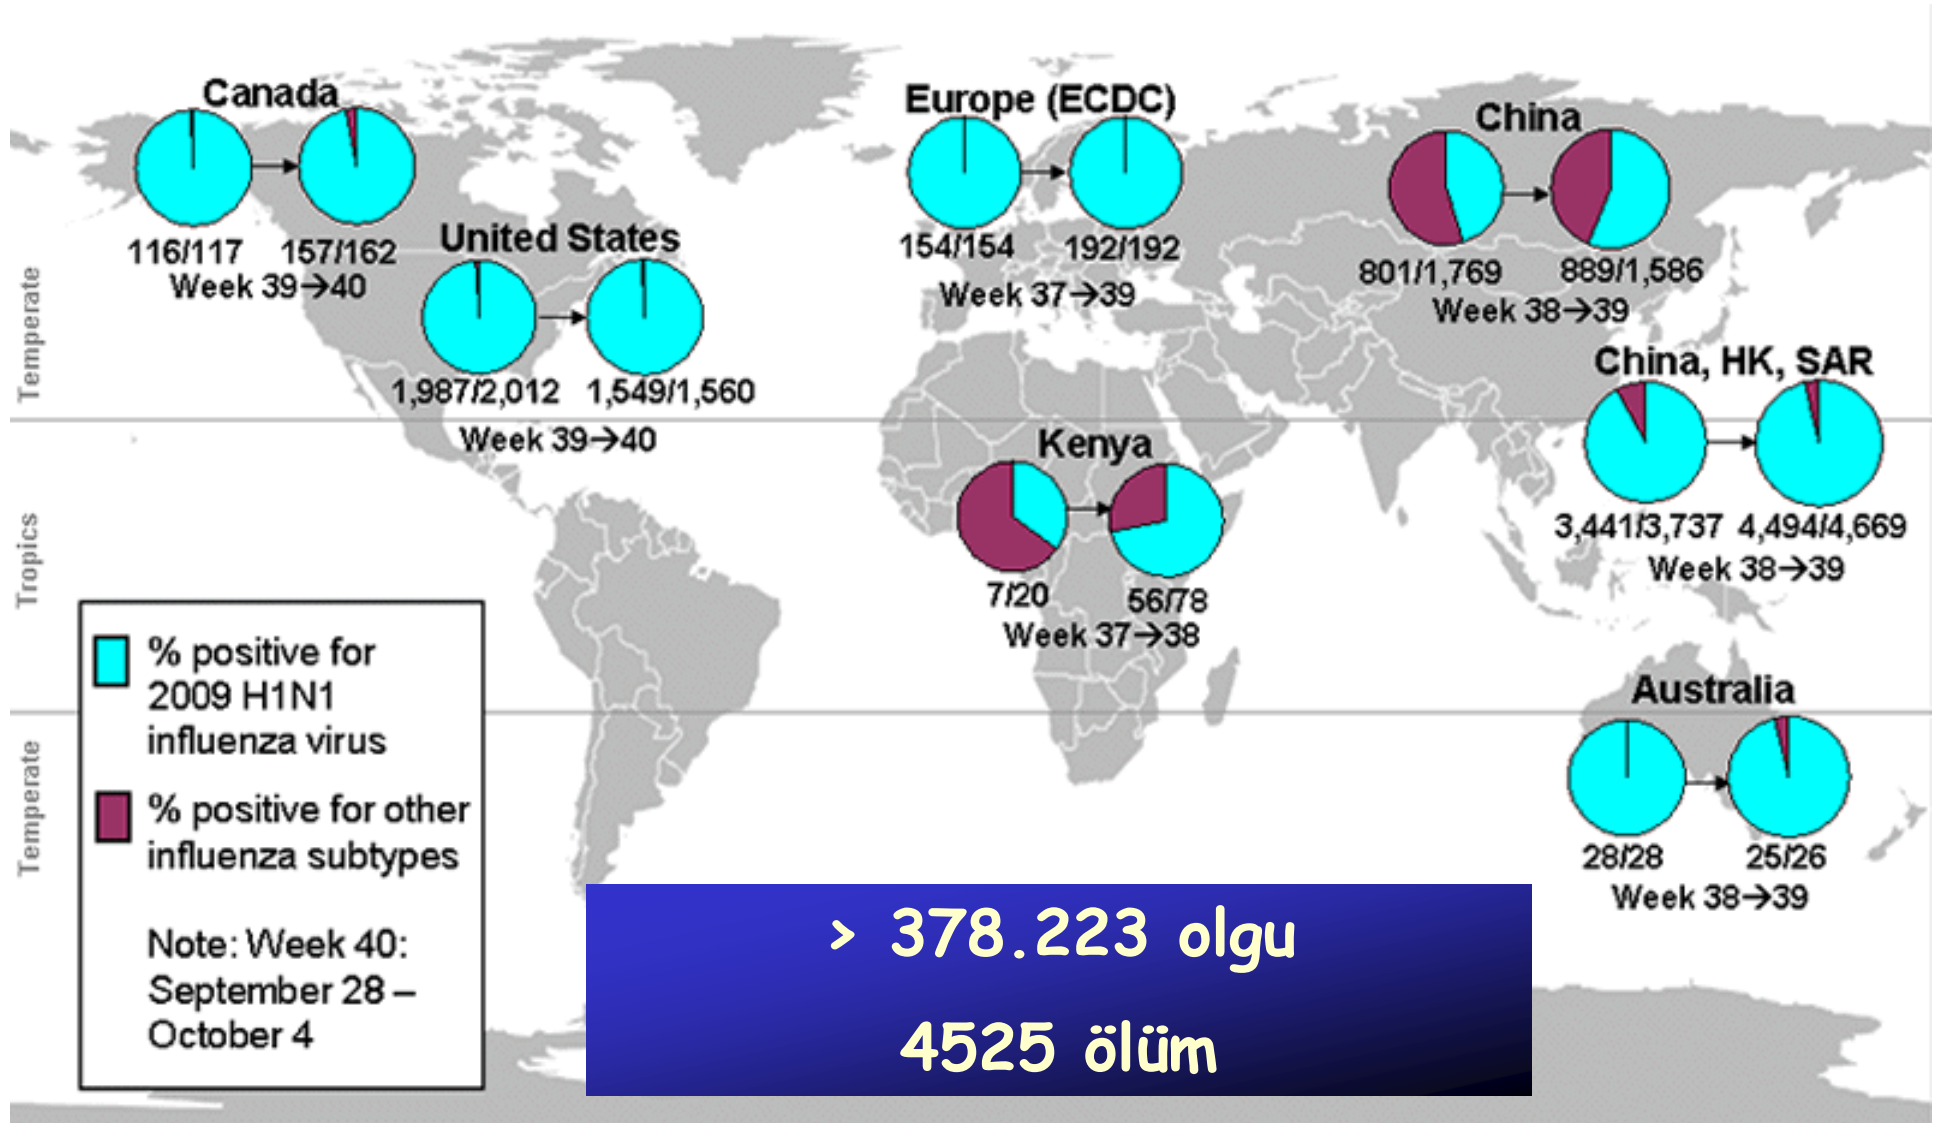 Canada
116/117 157/162
Week 39→40
United States
1,987/2,012 1,549/1,560
Week 39→40
Europe (ECDC)
154/154 192/192
Week 37→39
China
801/1,769 889/1,586
Week 38→39
China, HK, SAR
3,441/3,737 4,494/4,669
Week 38→39
Kenya
7/20 56/78
Week 37→38
Australia
28/28 25/26
Week 38→39
Temperate
Tropics
Temperate
% positive for
2009 H1N1
influenza virus
% positive for other
influenza subtypes
Note: Week 40:
September 28 –
October 4
> 378.223 olgu
4525 ölüm